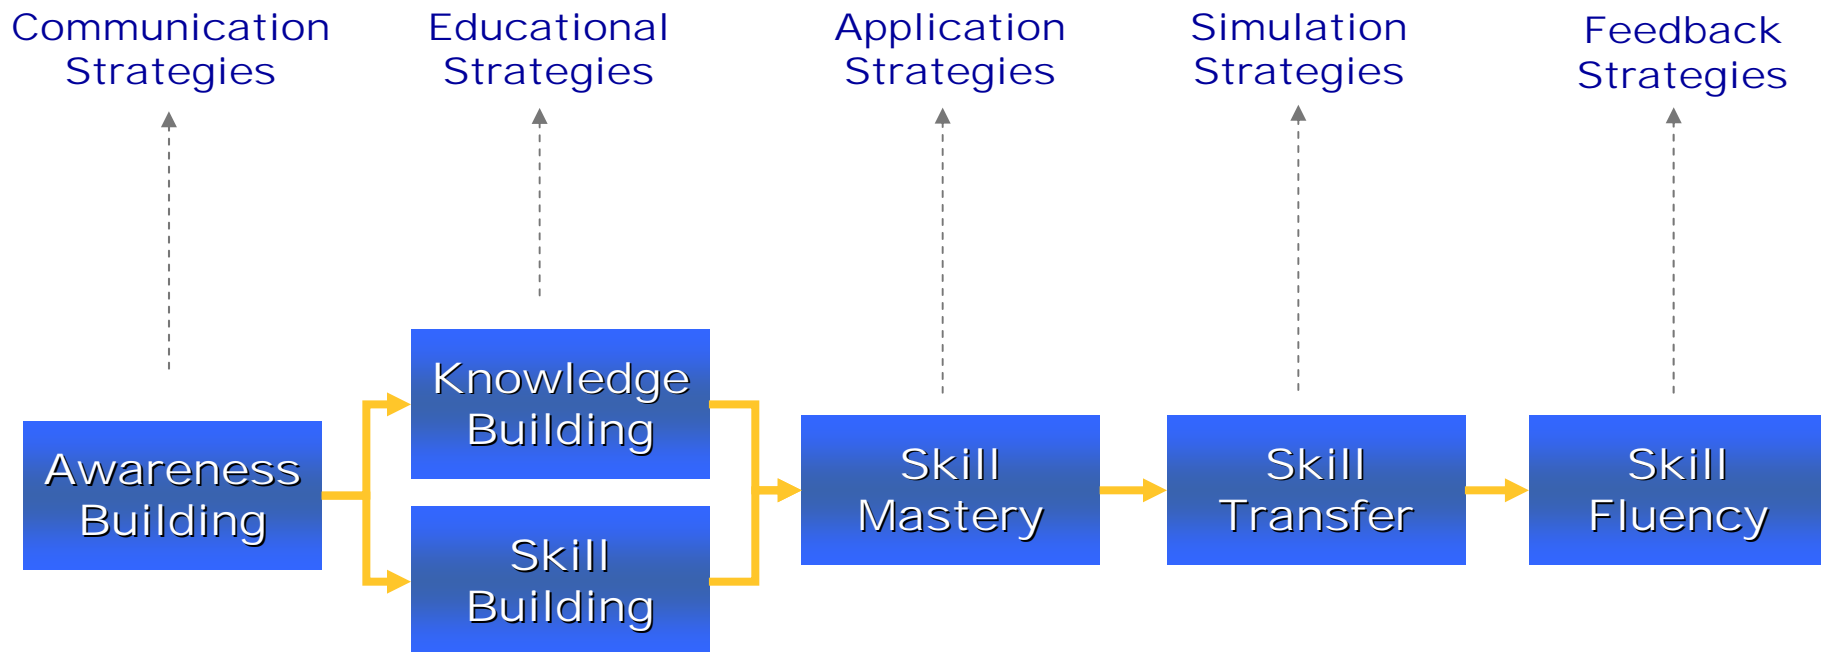 Communication
Strategies
Educational
Strategies
Application
Strategies
Simulation
Strategies
Feedback
Strategies
Awareness
Building
Knowledge
Building
Skill
Building
Skill
Mastery
Skill
Transfer
Skill
Fluency